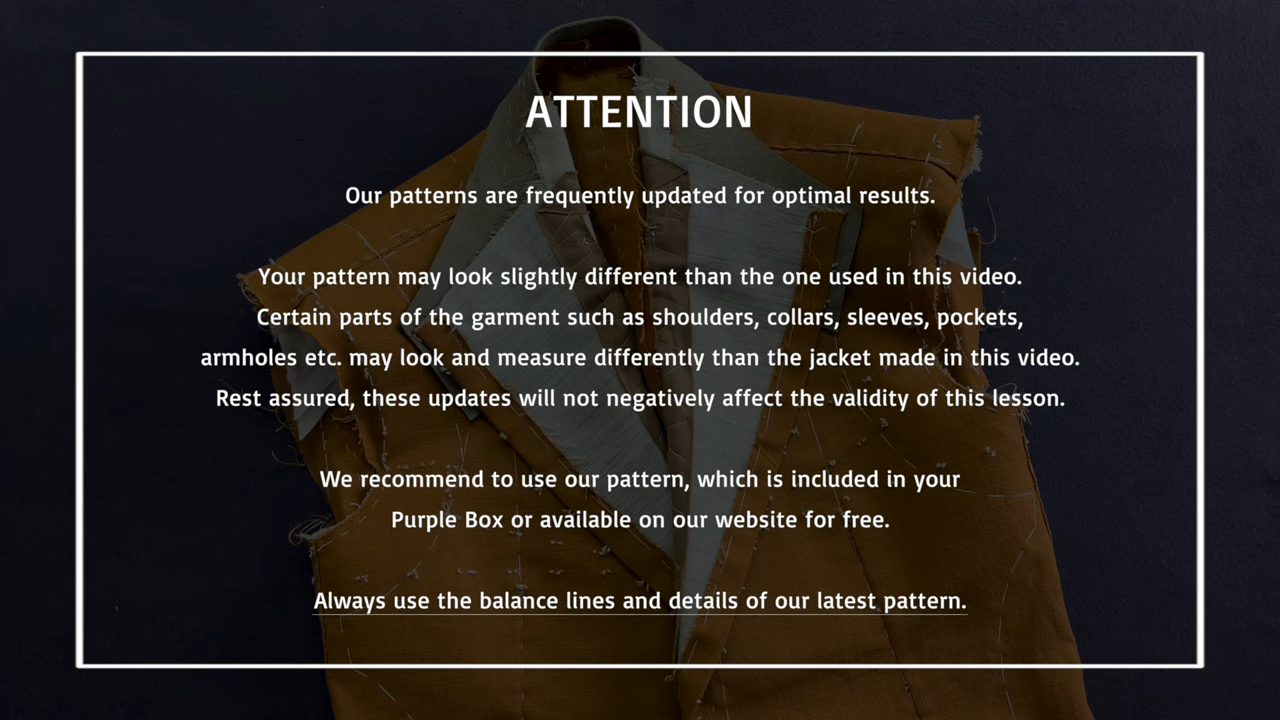 ATTENTION
Our patterns are frequently updated for optimal results.
Your pattern may look slightly different than the one used in this video.
Certain parts of the garment such as shoulders, collars, sleeves, pockets,
armholes etc. may look and measure differently than the jacket made in this video.
Rest assured, these updates will not negatively affect the validity of this lesson.
We recommend to use our pattern, which is included in your
Purple Box or available on our website for free.
Always use the balance lines and details of our latest pattern.